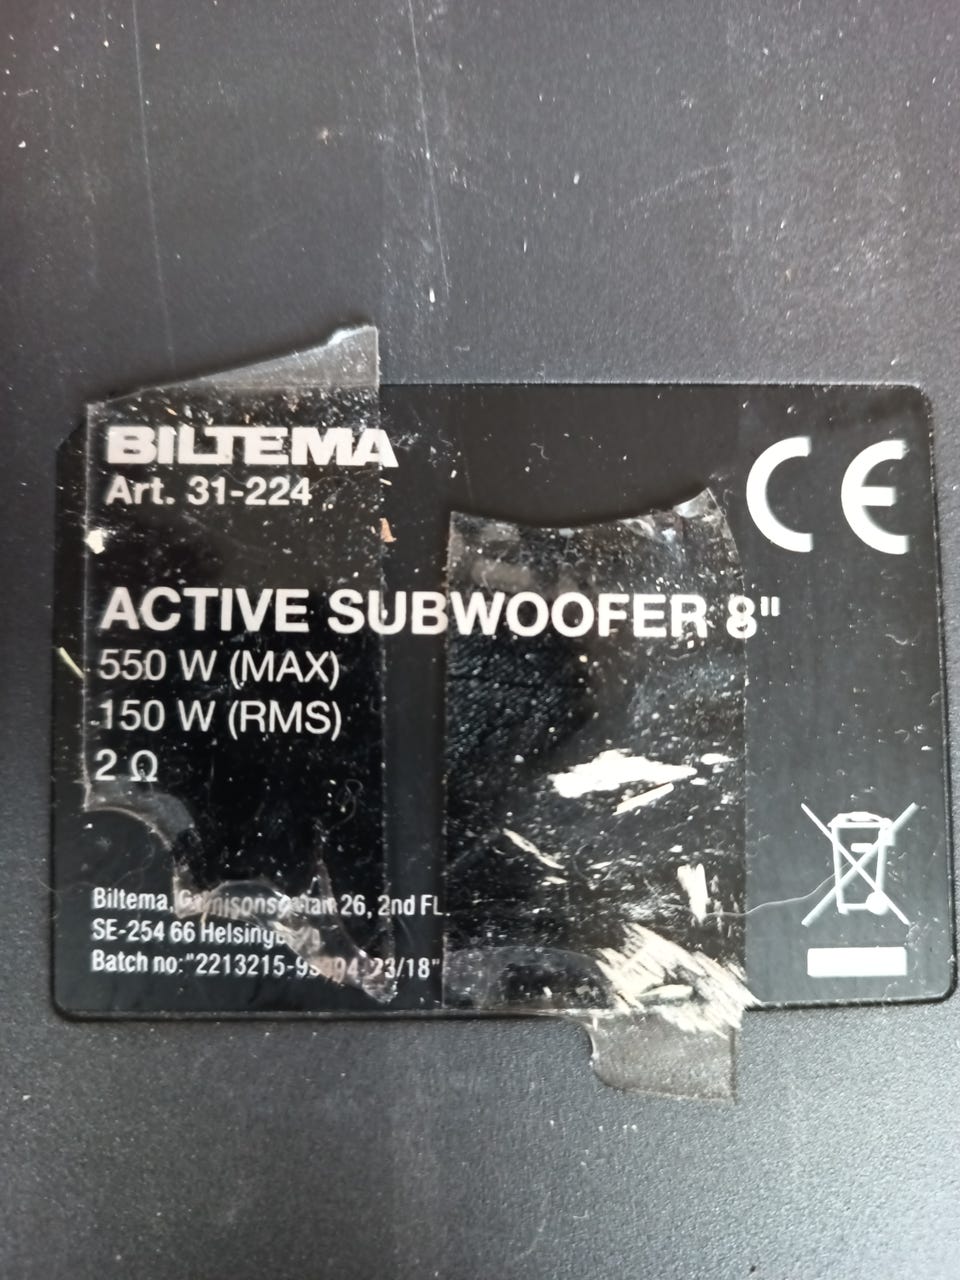 BILTEMA
Art. 31-224
CE
ACTIVE SUBWOOFER 8"
550 W (MAX)
150 W (RMS)
2 Ω
Biltema, 26, 2nd FL.
SE-254 66
Batch no: